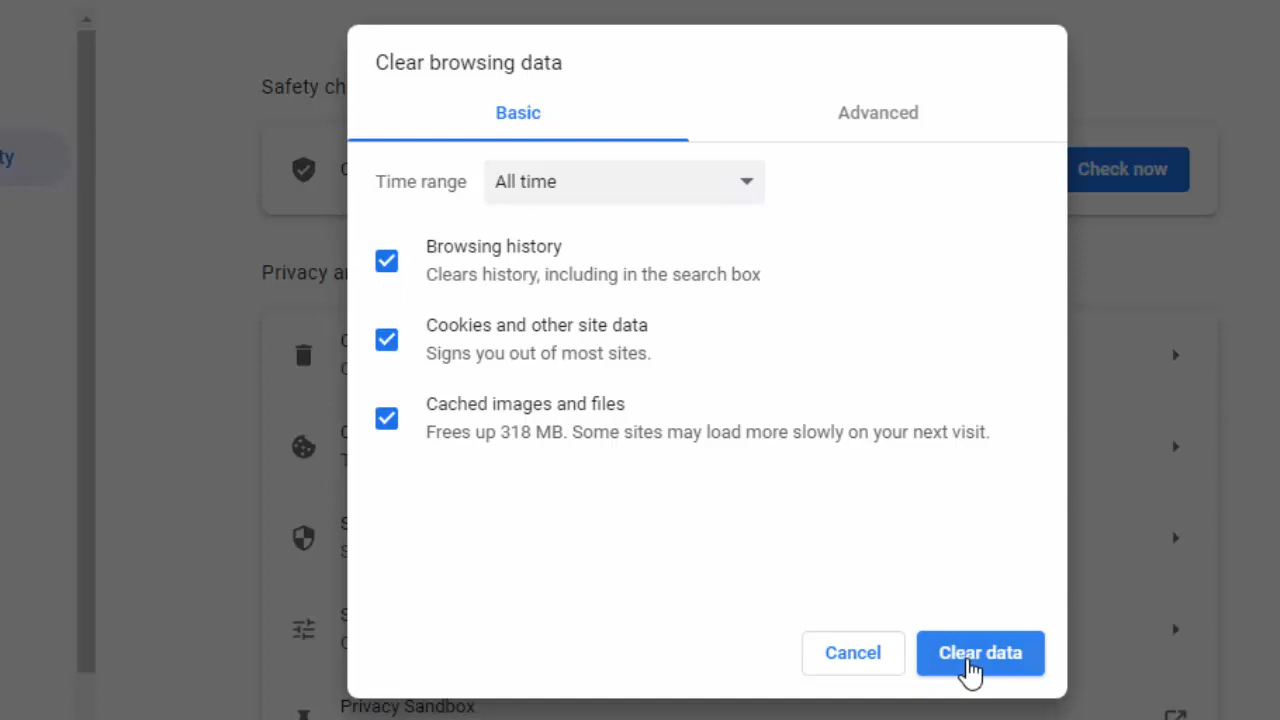 Clear browsing data
Basic
Advanced
Safety ch
ty
Check now
Time range
All time
Browsing history
Clears history, including in the search box
Privacy a
Cookies and other site data
Signs you out of most sites.
Cached images and files
Frees up 318 MB. Some sites may load more slowly on your next visit.
Cancel
Clear data
Privacy Sandbox